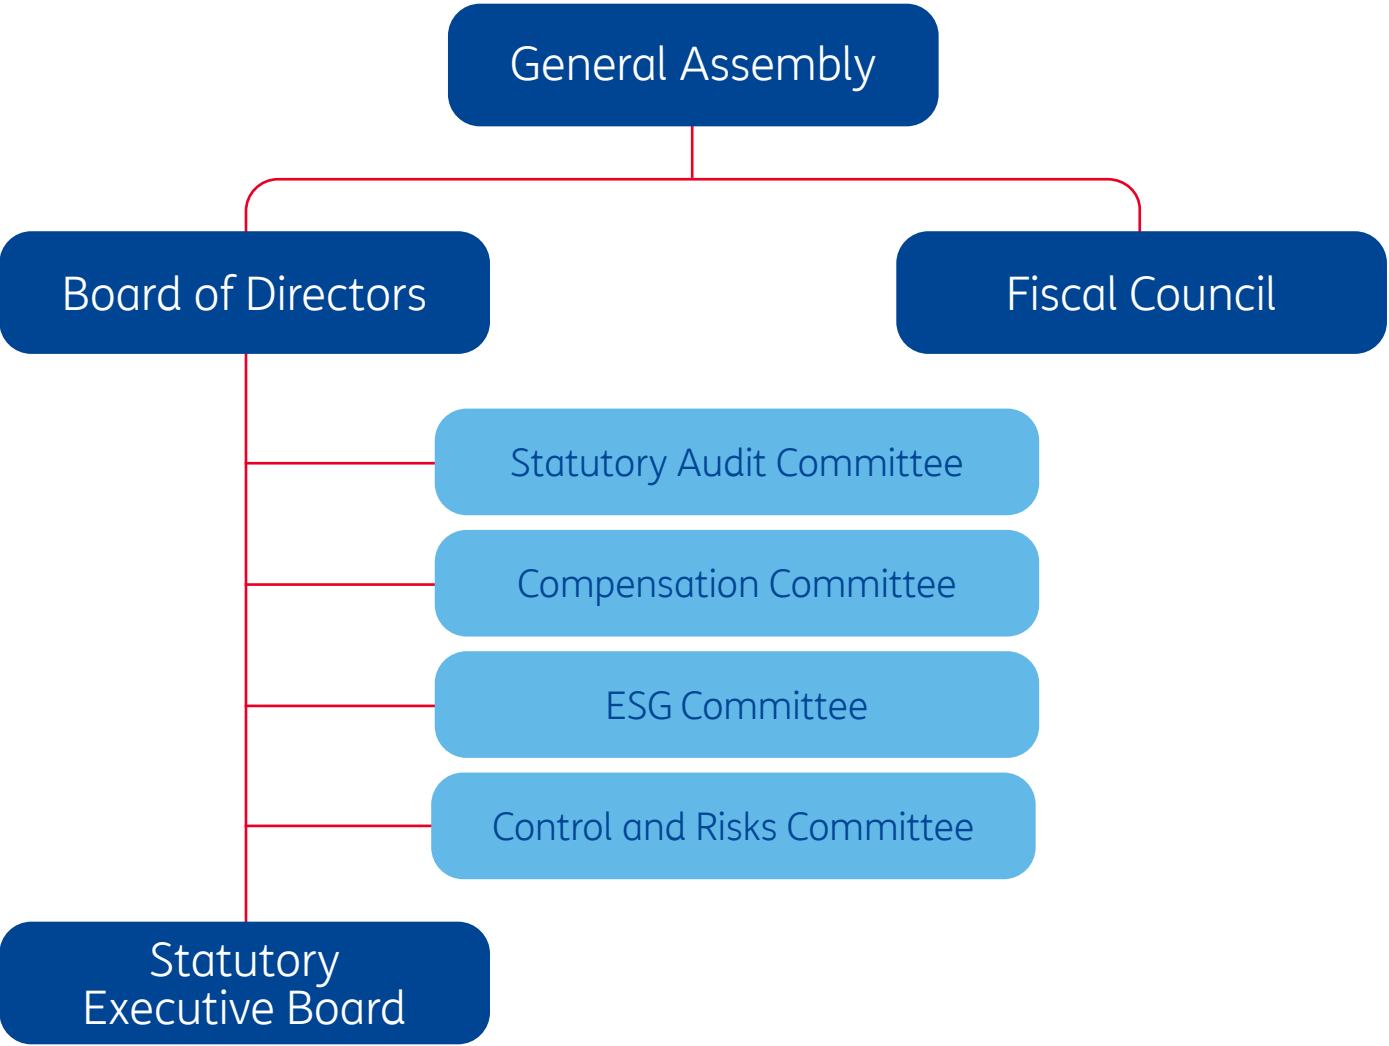 General Assembly
Board of Directors
Fiscal Council
Statutory Audit Committee
Compensation Committee
ESG Committee
Control and Risks Committee
Statutory
Executive Board